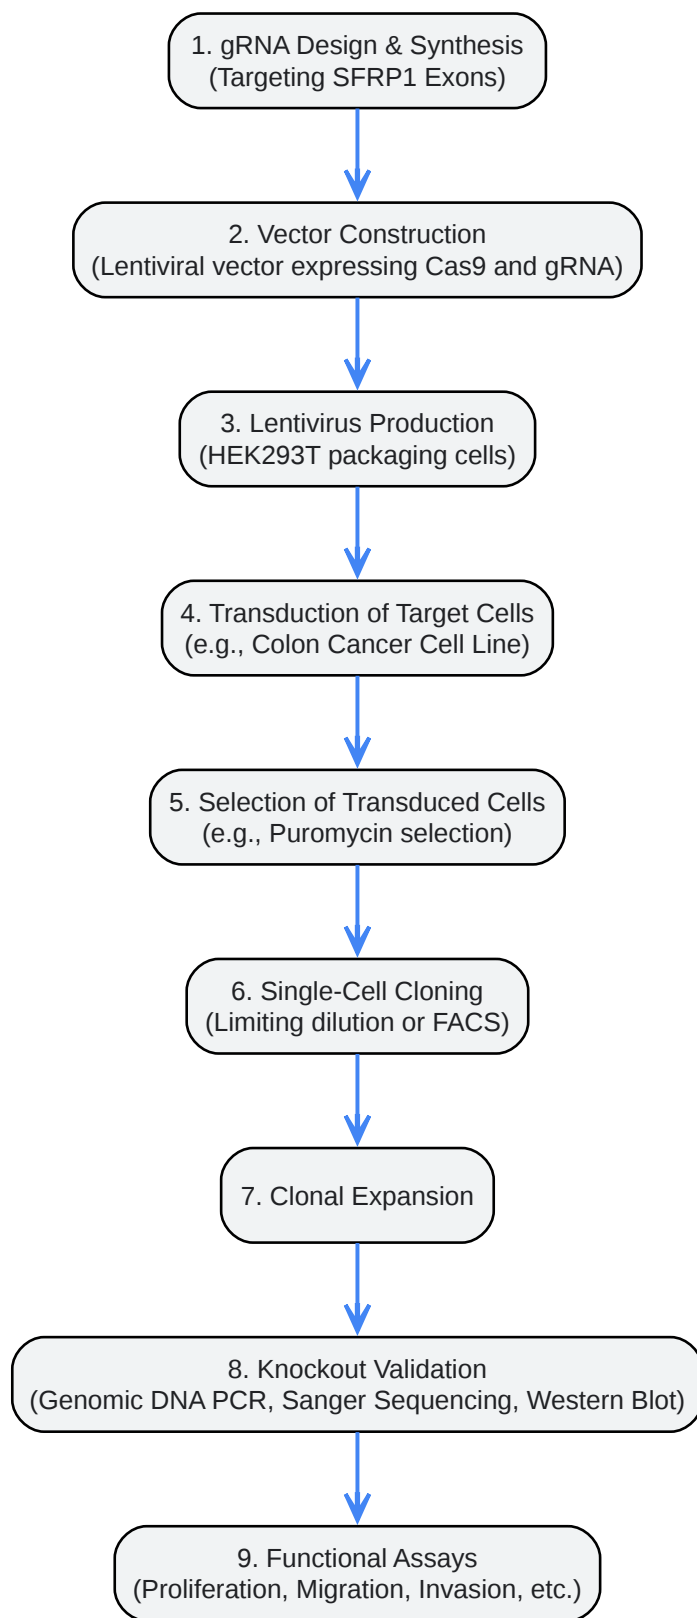 1. gRNA Design & Synthesis
(Targeting SFRP1 Exons)
2. Vector Construction
(Lentiviral vector expressing Cas9 and gRNA)
3. Lentivirus Production
(HEK293T packaging cells)
4. Transduction of Target Cells
(e.g., Colon Cancer Cell Line)
5. Selection of Transduced Cells
(e.g., Puromycin selection)
6. Single-Cell Cloning
(Limiting dilution or FACS)
7. Clonal Expansion
8. Knockout Validation
(Genomic DNA PCR, Sanger Sequencing, Western Blot)
9. Functional Assays
(Proliferation, Migration, Invasion, etc.)